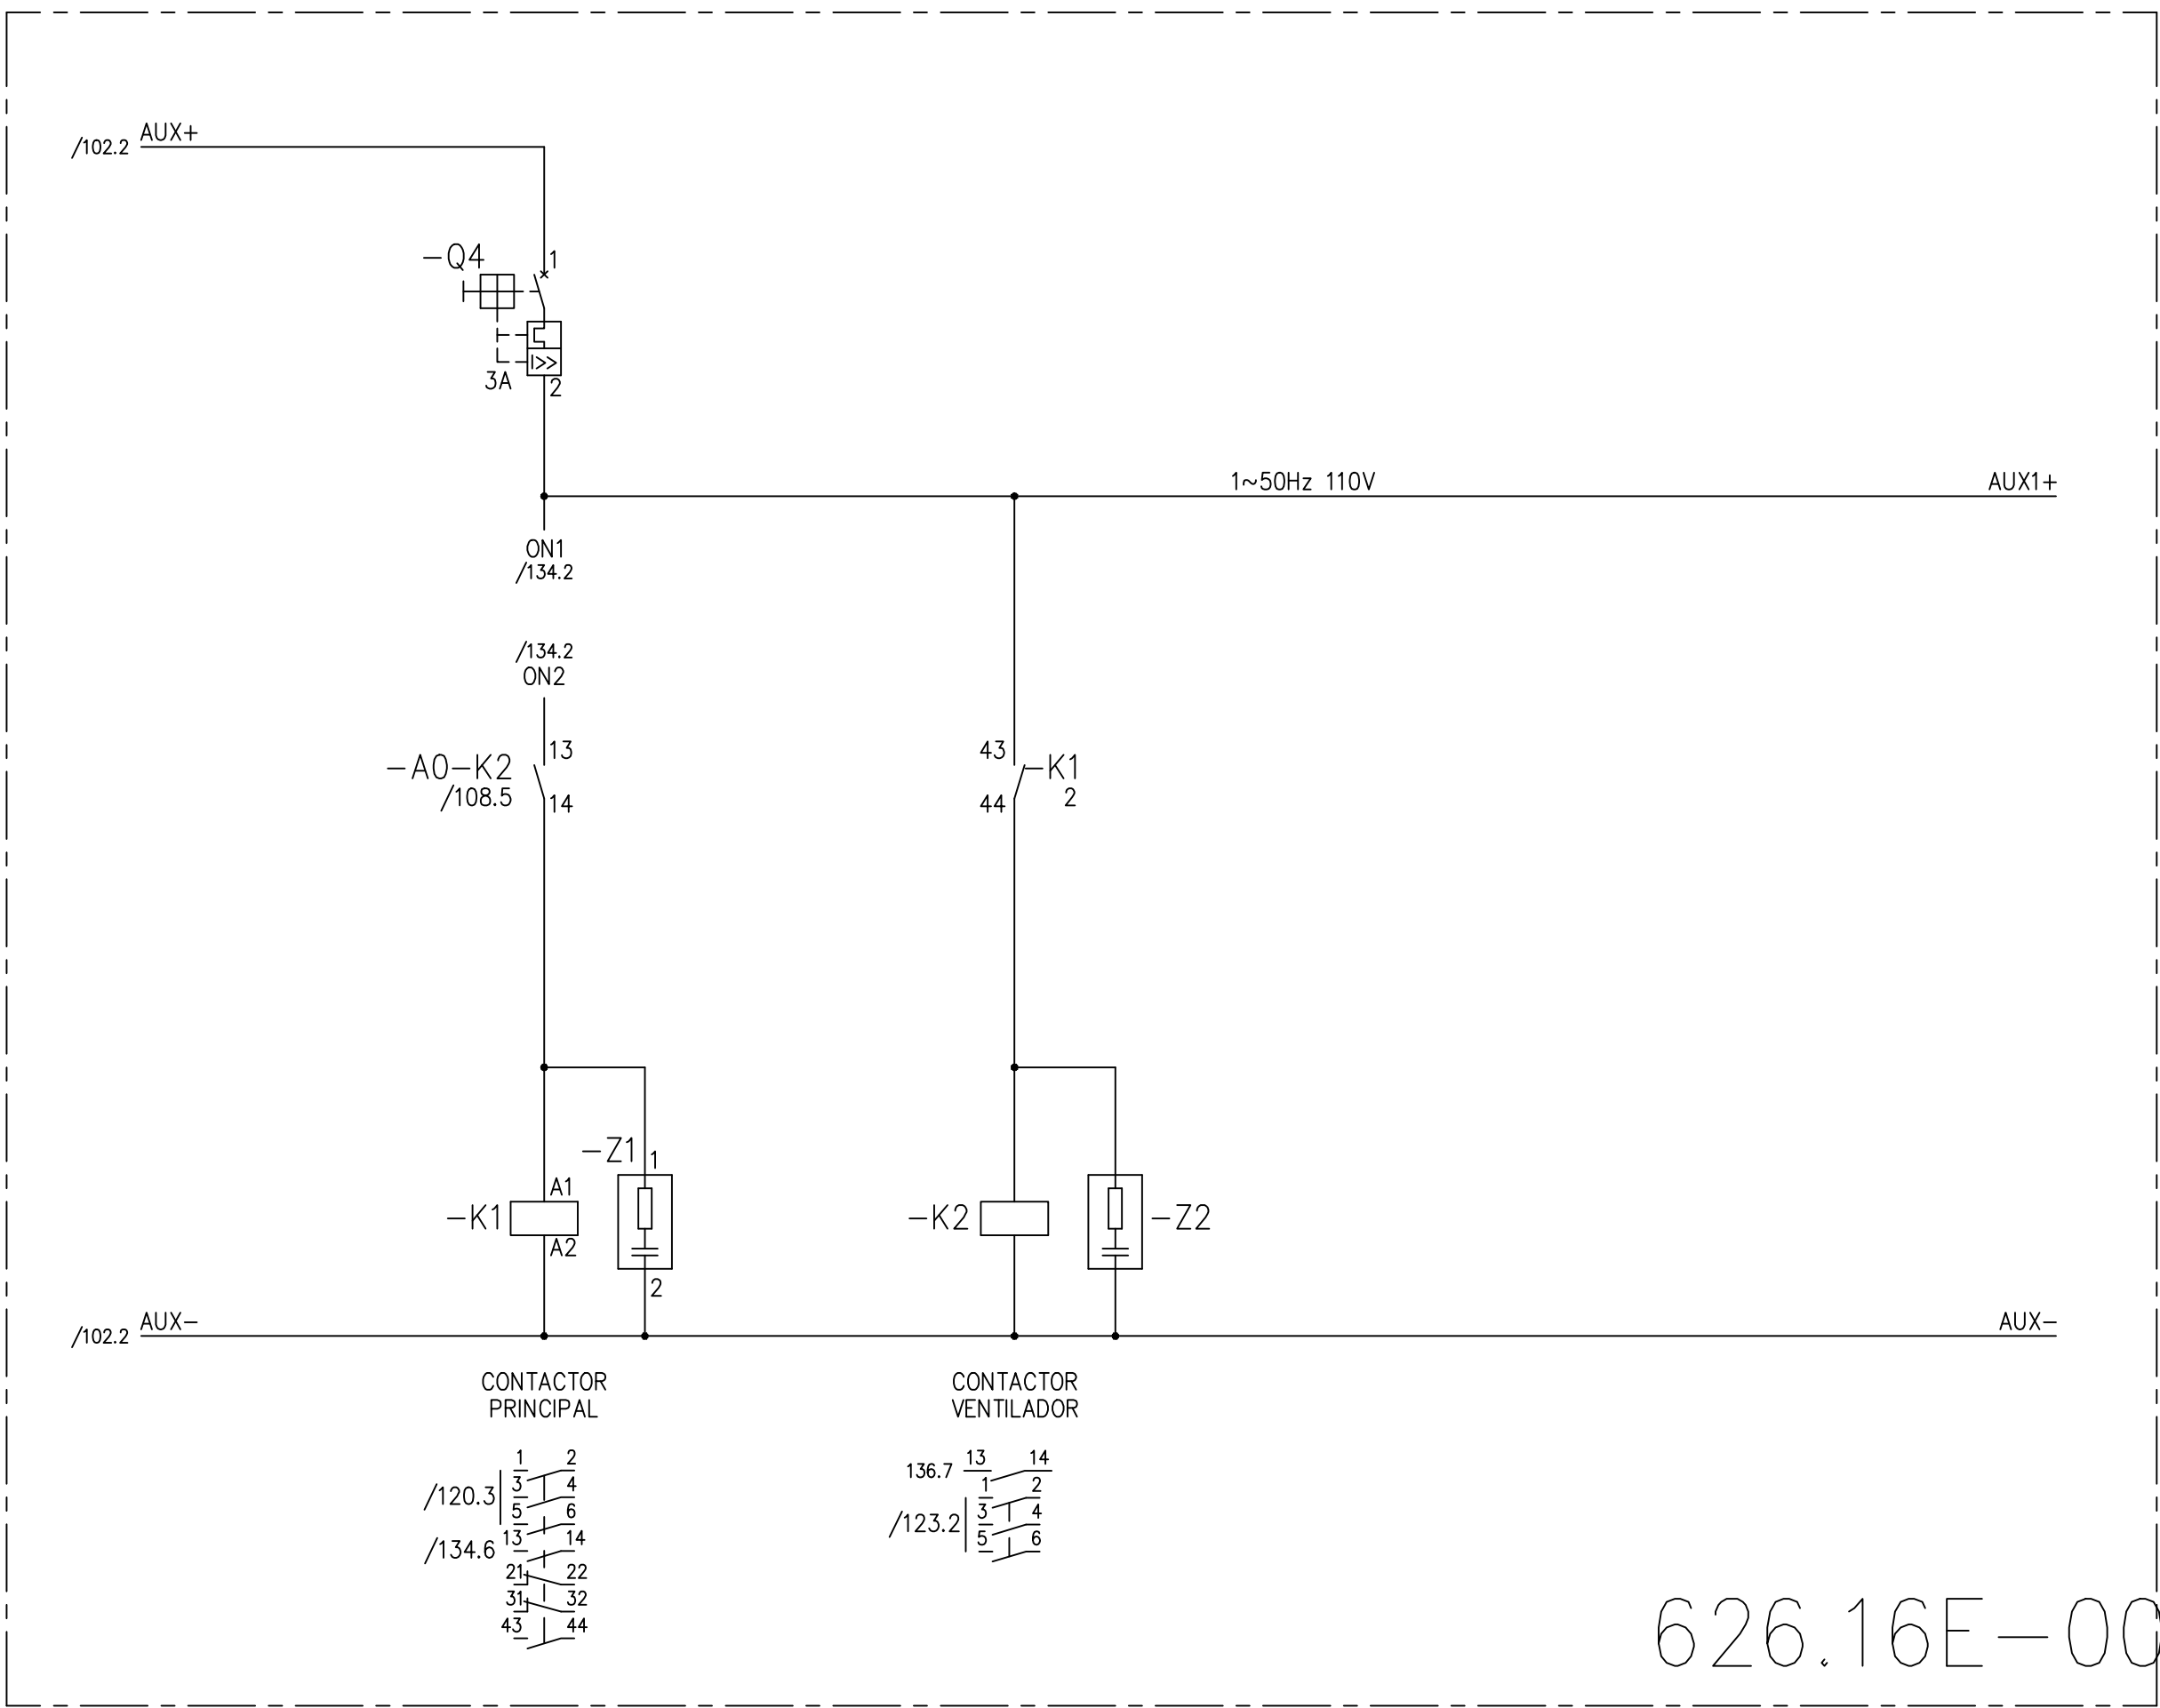 AUX+
/102.2
-Q4
1
3A
2
1~50Hz 110V
AUX1+
ON1
/134.2
/134.2
ON2
-A0-K2
/108.5
13
14
43
44
-K1
2
-Z1
1
A1
-K1
A2
2
-K2
-Z2
AUX-
/102.2
AUX-
CONTACTOR
PRINCIPAL
CONTACTOR
VENTILADOR
1 2
/120.3
3 4
5 6
13 14
/134.6
21 22
31 32
43 44
136.7
13 14
1 2
/123.2
3 4
5 6
626.16E-00